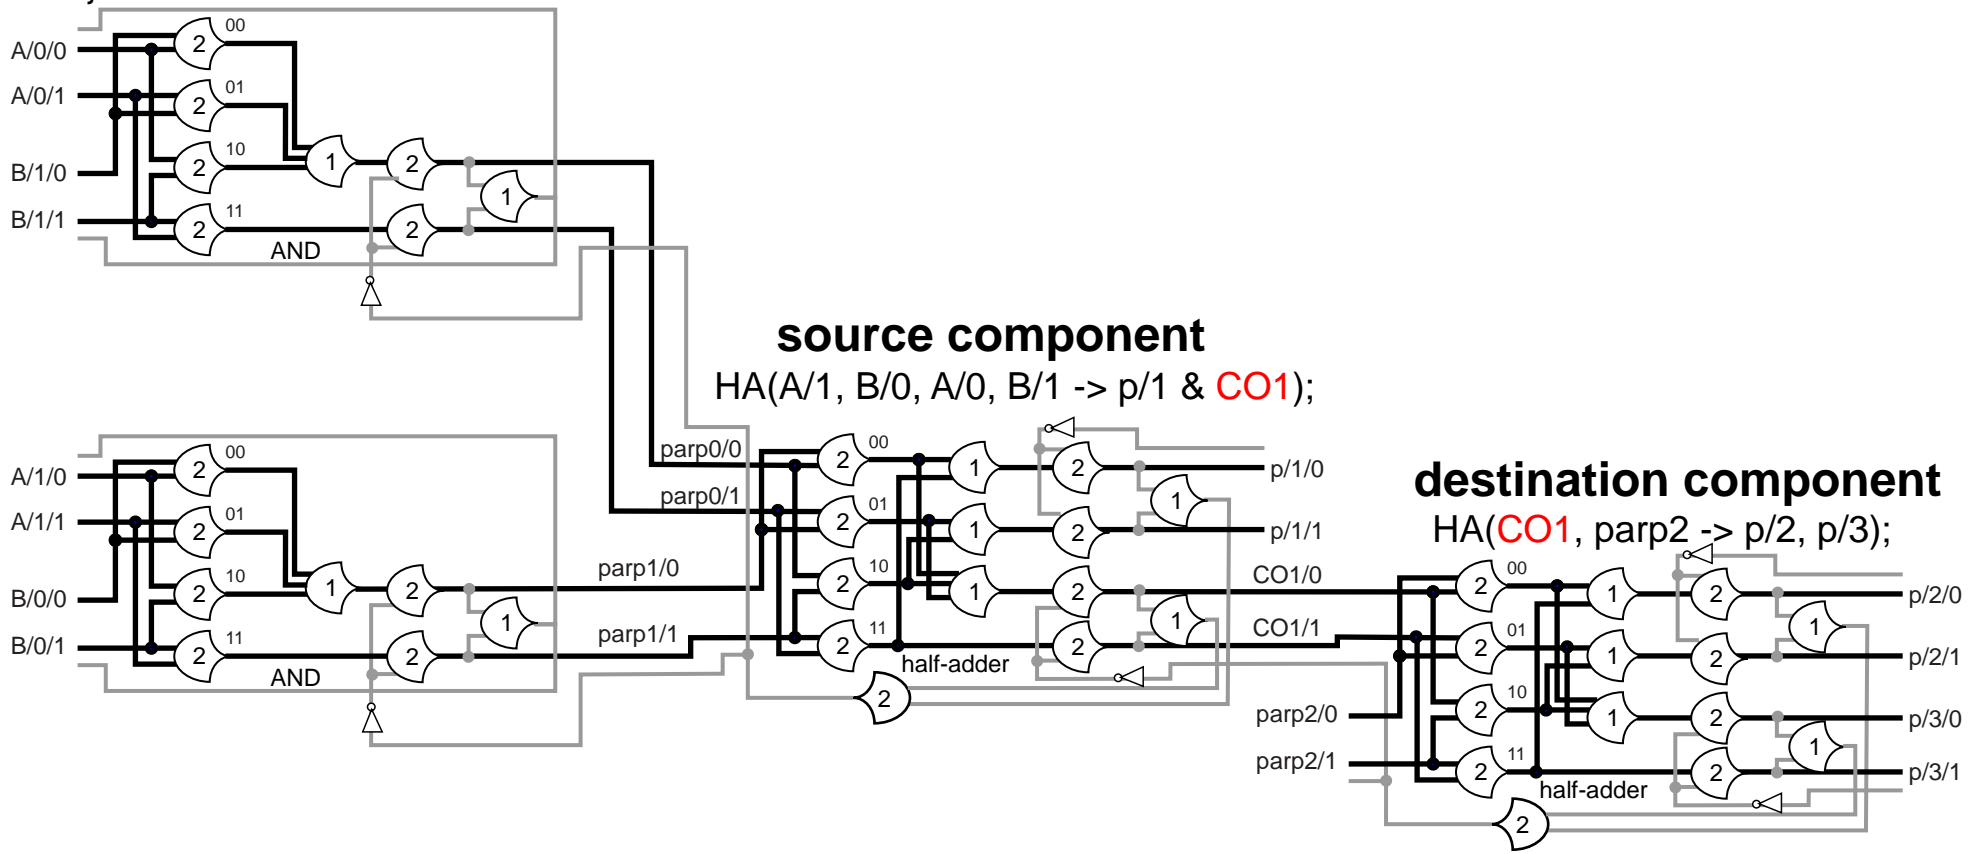 00
A/0/0
2
01
A/0/1
2
10
B/1/0
2
1
2
1
11
B/1/1
2
2
AND
source component
HA(A/1, B/0, A/0, B/1 -> p/1 & CO1);
00
A/1/0
2
01
A/1/1
2
10
B/0/0
2
1
2
1
11
B/0/1
2
2
AND
parp0/0
parp0/1
parp1/0
parp1/1
00
2
1
2
1
p/1/0
01
2
1
2
p/1/1
10
2
1
2
1
CO1/0
11
2
2
CO1/1
half-adder
2
destination component
HA(CO1, parp2 -> p/2, p/3);
parp2/0
parp2/1
00
2
1
2
1
p/2/0
01
2
1
2
p/2/1
10
2
1
2
1
p/3/0
11
2
2
p/3/1
half-adder
2